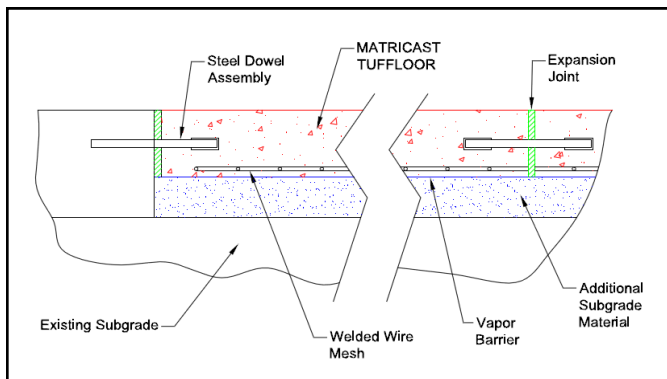 Steel Dowel
Assembly
MATRICAST
TUFFLOOR
Expansion
Joint
Existing Subgrade
Welded Wire
Mesh
Vapor
Barrier
Additional
Subgrade
Material